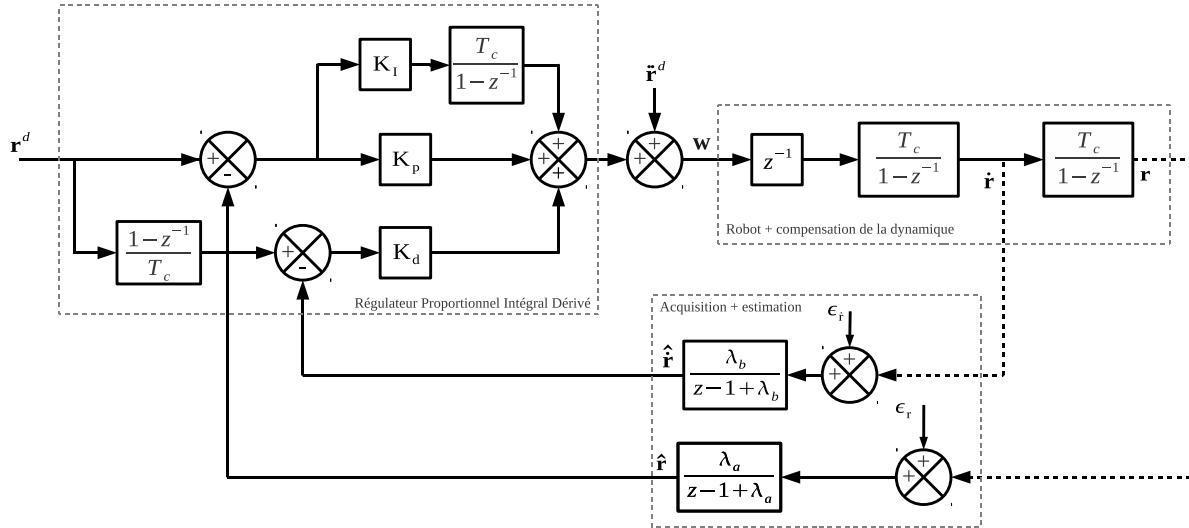 K_I
T_c
1-z^{-1}
r̈^d
r^d
+
-
K_p
+
+
+
+
+
w
z^{-1}
T_c
1-z^{-1}
ṙ
T_c
1-z^{-1}
r
Robot + compensation de la dynamique
1-z^{-1}
T_c
+
-
K_d
Régulateur Proportionnel Intégral Dérivé
Acquisition + estimation
ϵ_ṙ
ṙ̂
λ_b
z-1+λ_b
+
+
ϵ_r
r̂
λ_a
z-1+λ_a
+
+